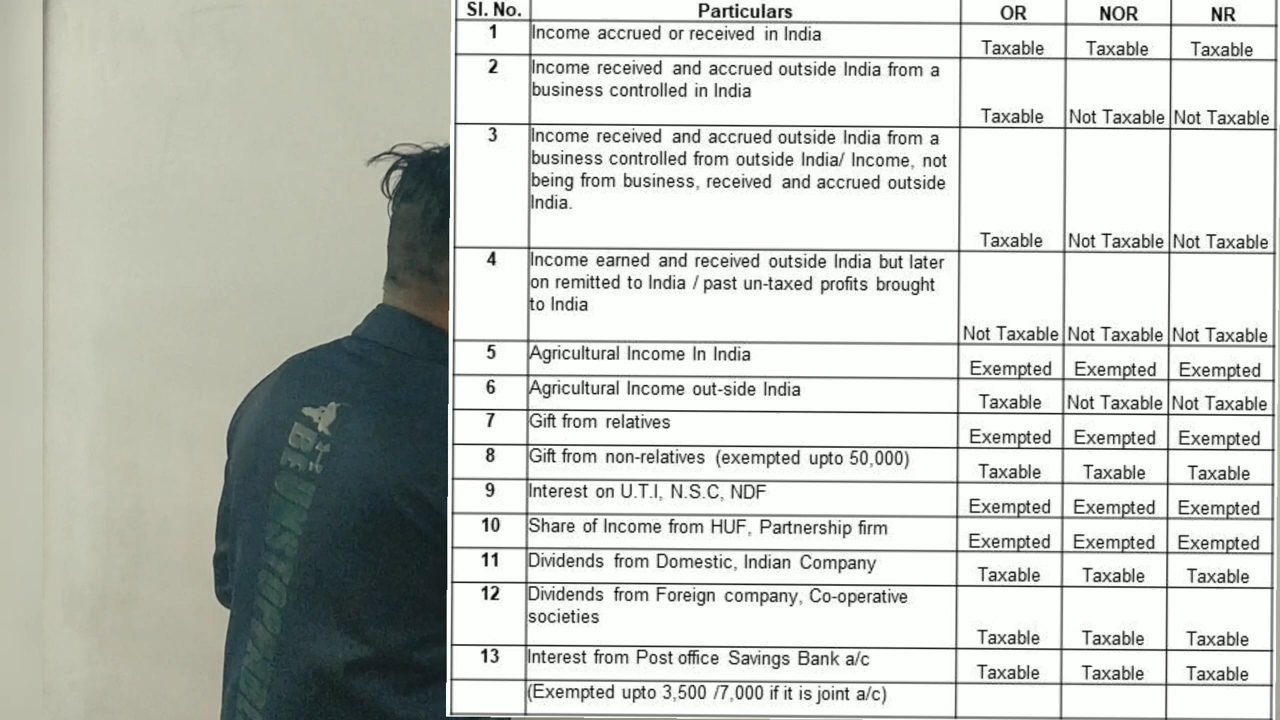 Sl. No. Particulars OR NOR NR
1 Income accrued or received in India Taxable Taxable Taxable
2 Income received and accrued outside India from a
business controlled in India
Taxable Not Taxable Not Taxable
3 Income received and accrued outside India from a
business controlled from outside India/ Income, not
being from business, received and accrued outside
India.
Taxable Not Taxable Not Taxable
4 Income earned and received outside India but later
on remitted to India / past un-taxed profits brought
to India
Not Taxable Not Taxable Not Taxable
5 Agricultural Income In India Exempted Exempted Exempted
6 Agricultural Income out-side India Taxable Not Taxable Not Taxable
7 Gift from relatives Exempted Exempted Exempted
8 Gift from non-relatives (exempted upto 50,000) Taxable Taxable Taxable
9 Interest on U.T.I, N.S.C, NDF Exempted Exempted Exempted
10 Share of Income from HUF, Partnership firm Exempted Exempted Exempted
11 Dividends from Domestic, Indian Company Taxable Taxable Taxable
12 Dividends from Foreign company, Co-operative
societies
Taxable Taxable Taxable
13 Interest from Post office Savings Bank a/c Taxable Taxable Taxable
(Exempted upto 3,500 /7,000 if it is joint a/c)
BE UNSTOPPABLE